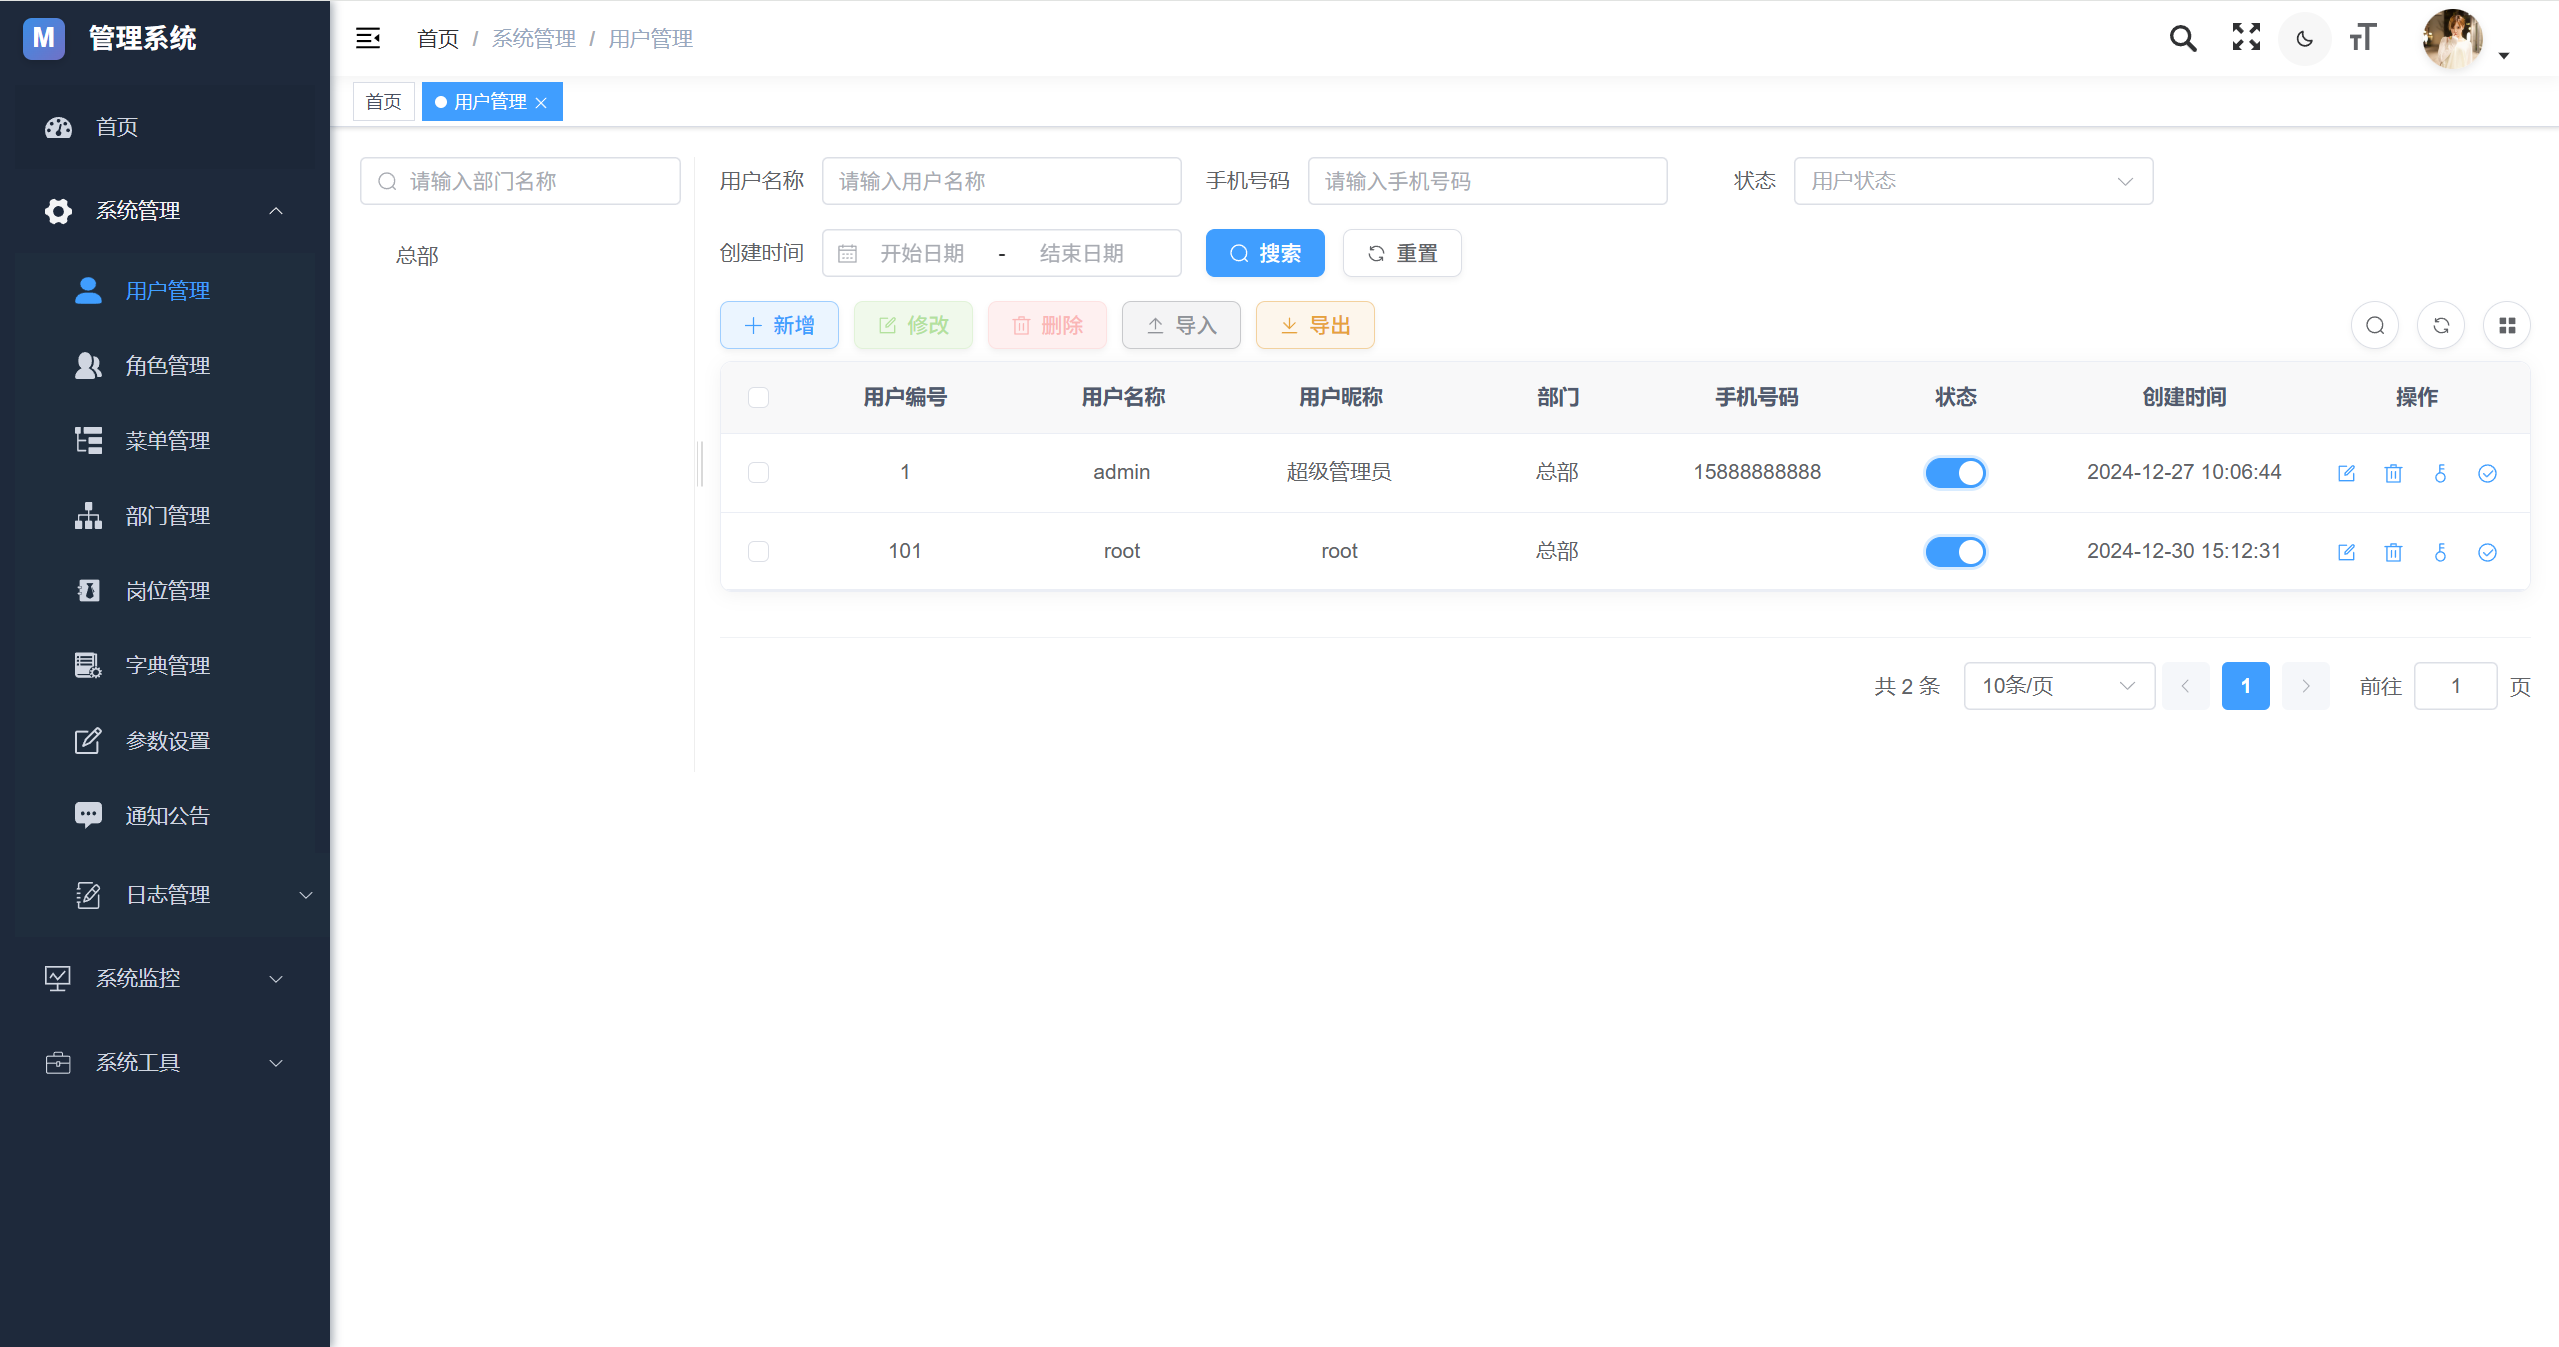 M 管理系统
首页
系统管理
用户管理
角色管理
菜单管理
部门管理
岗位管理
字典管理
参数设置
通知公告
日志管理
系统监控
系统工具
首页 / 系统管理 / 用户管理
首页 用户管理
请输入部门名称
总部
用户名称 请输入用户名称 手机号码 请输入手机号码 状态 用户状态
创建时间 开始日期 - 结束日期 搜索 重置
新增 修改 删除 导入 导出
用户编号 用户名称 用户昵称 部门 手机号码 状态 创建时间 操作
1 admin 超级管理员 总部 15888888888 2024-12-27 10:06:44
101 root root 总部 2024-12-30 15:12:31
共 2 条 10条/页 1 前往 1 页